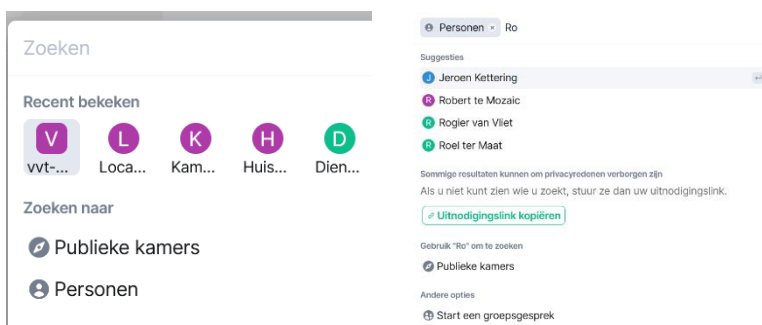 Zoeken
Recent bekeken
V L K H D
vvt-... Loca... Kam... Huis... Dien...
Zoeken naar
Publieke kamers
Personen
Personen × Ro
Suggesties
J Jeroen Kettering
R Robert te Mozaic
R Rogier van Vliet
R Roel ter Maat
Sommige resultaten kunnen om privacyredenen verborgen zijn
Als u niet kunt zien wie u zoekt, stuur ze dan uw uitnodigingslink.
Uitnodigingslink kopiëren
Gebruik "Ro" om te zoeken
Publieke kamers
Andere opties
Start een groepsgesprek